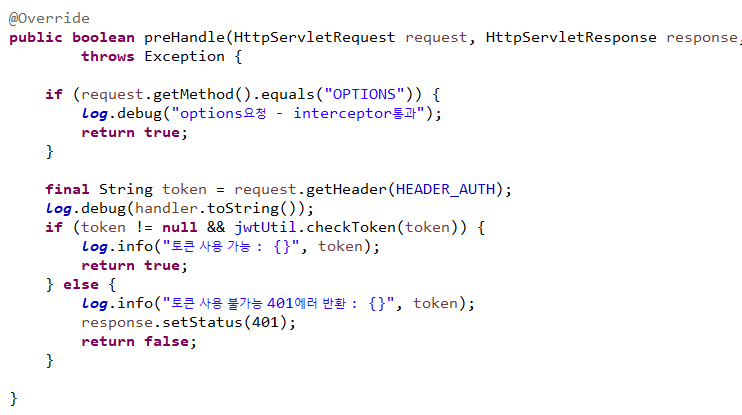 @Override
public boolean preHandle(HttpServletRequest request, HttpServletResponse response,
        throws Exception {
    if (request.getMethod().equals("OPTIONS")) {
        log.debug("options요청 - interceptor통과");
        return true;
    }
    final String token = request.getHeader(HEADER_AUTH);
    log.debug(handler.toString());
    if (token != null && jwtUtil.checkToken(token)) {
        log.info("토큰 사용 가능 : {}", token);
        return true;
    } else {
        log.info("토큰 사용 불가능 401에러 반환 : {}", token);
        response.setStatus(401);
        return false;
    }
}